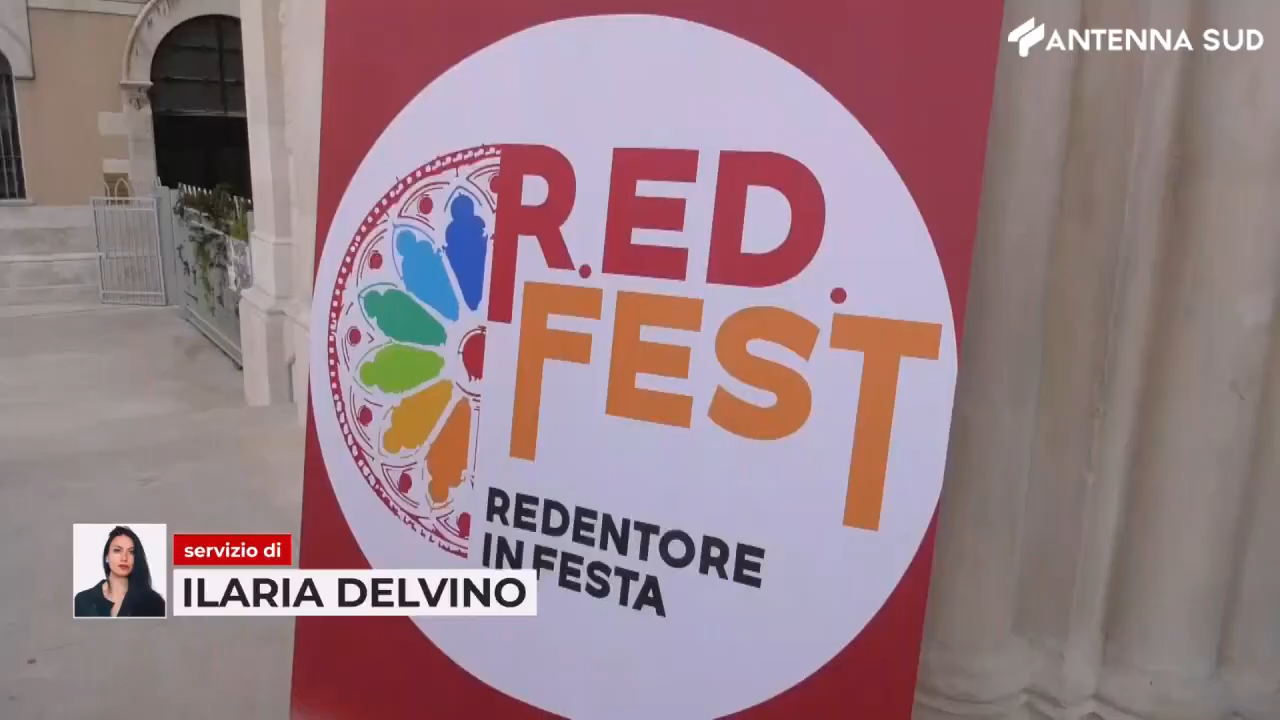 ANTENNA SUD
R.ED.
FEST
REDENTORE
IN FESTA
servizio di
ILARIA DELVINO